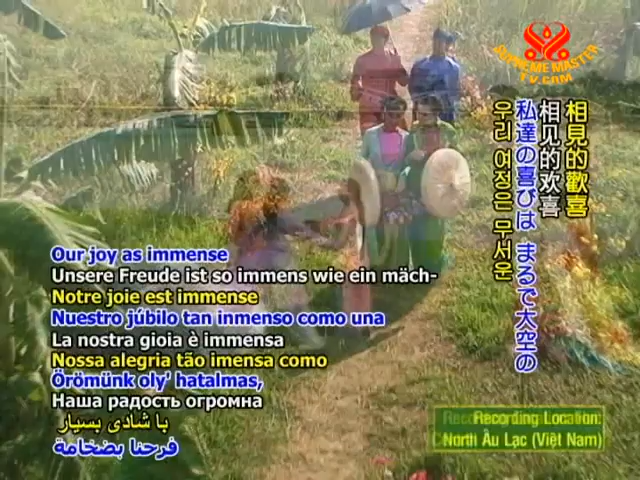 SUPREME MASTER
TV.COM
相見的歡喜
相见的欢喜
私達の喜びは まるで大空の
우리 여정은 무서운
Our joy as immense
Unsere Freude ist so immens wie ein mäch-
Notre joie est immense
Nuestro júbilo tan inmenso como una
La nostra gioia è immensa
Nossa alegria tão imensa como
Örömünk oly' hatalmas,
Наша радость огромна
با شادی بسیار
فرحنا بضخامة
Recording Location:
North Âu Lạc (Việt Nam)